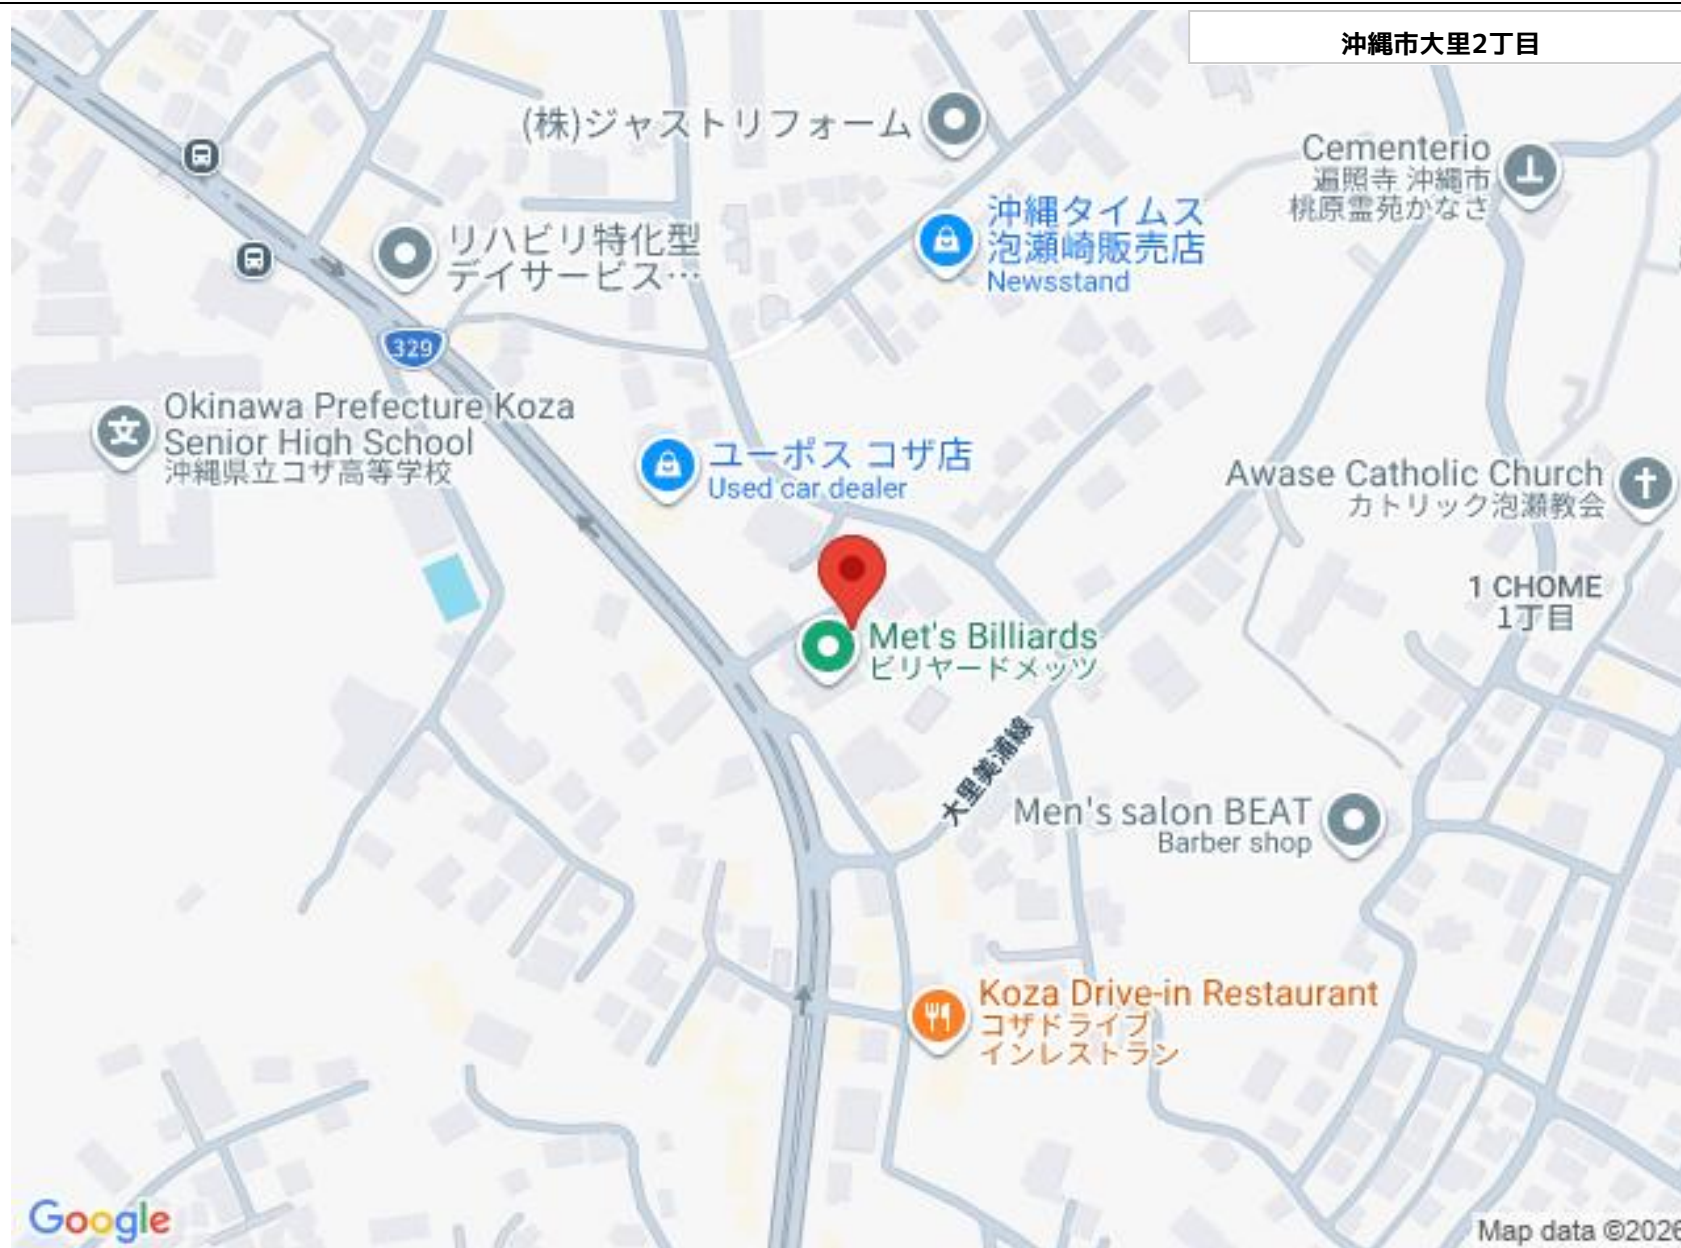 沖縄市大里2丁目
(株)ジャストリフォーム
Cementerio
遍照寺 沖縄市
桃原霊苑かなさ
沖縄タイムス
泡瀬崎販売店
Newsstand
リハビリ特化型
デイサービス…
329
Okinawa Prefecture Koza
Senior High School
沖縄県立コザ高等学校
ユーポス コザ店
Used car dealer
Awase Catholic Church
カトリック泡瀬教会
1 CHOME
1丁目
Met's Billiards
ビリヤードメッツ
大里美浦線
Men's salon BEAT
Barber shop
Koza Drive-in Restaurant
コザドライブ
インレストラン
Google
Map data ©2026